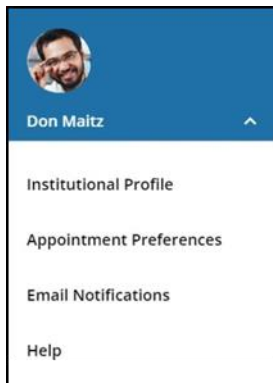 Don Maitz
Institutional Profile
Appointment Preferences
Email Notifications
Help